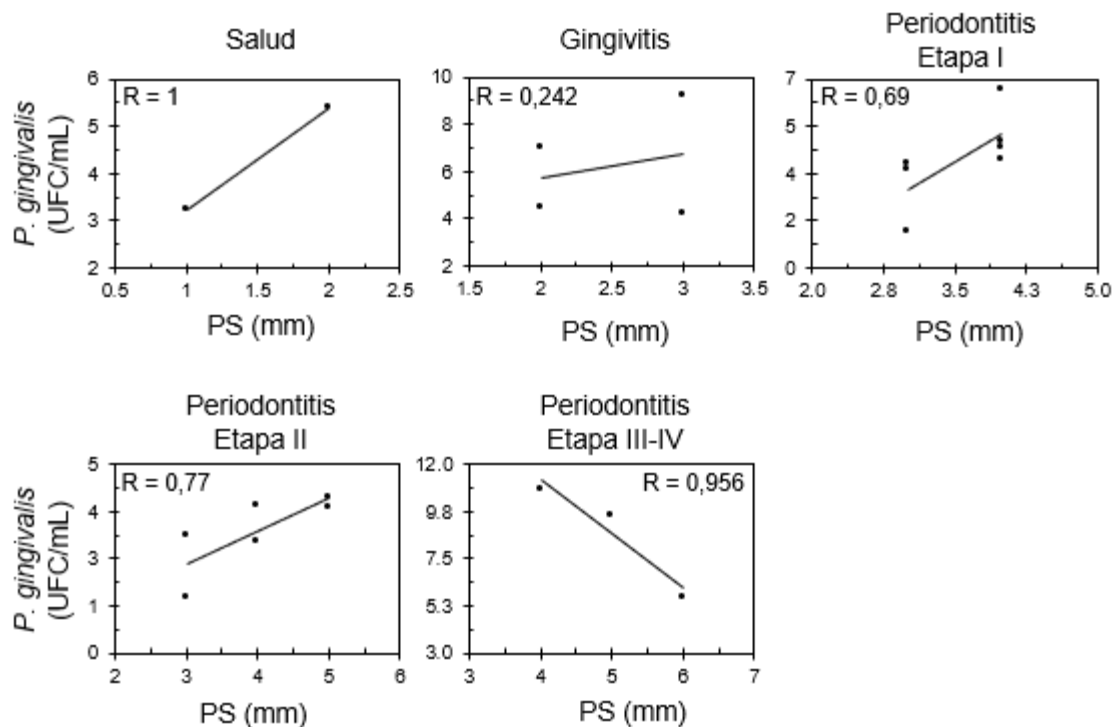 Salud
R = 1
6
5
4
3
2
0.5
1
1.5
2
2.5
PS (mm)
P. gingivalis
(UFC/mL)
Gingivitis
R = 0,242
10
8
6
4
2
1.5
2
2.5
3
3.5
PS (mm)
Periodontitis
Etapa I
R = 0,69
7
5
4
2
0
2.0
2.8
3.5
4.3
5.0
PS (mm)
Periodontitis
Etapa II
R = 0,77
5
4
3
1
0
2
3
4
5
6
PS (mm)
P. gingivalis
(UFC/mL)
Periodontitis
Etapa III-IV
R = 0,956
12.0
9.8
7.5
5.3
3.0
3
4
5
6
7
PS (mm)